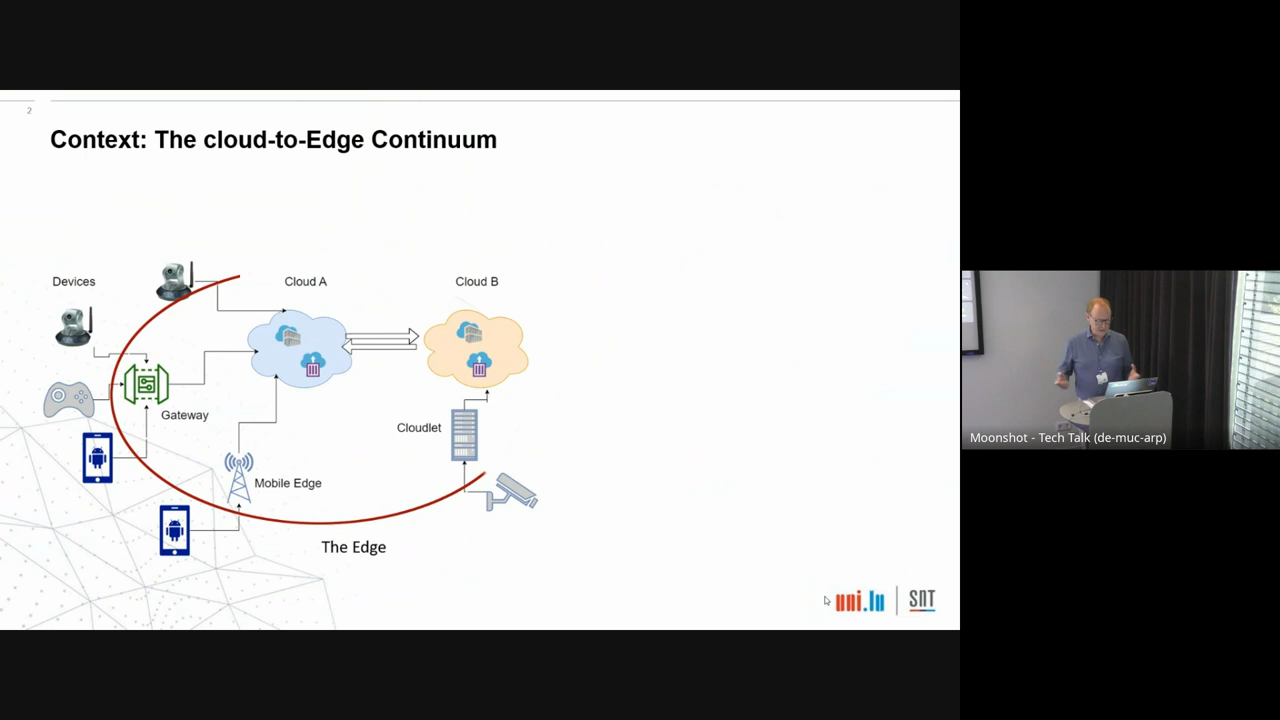 2
Context: The cloud-to-Edge Continuum
Devices
Cloud A
Cloud B
Gateway
Cloudlet
Mobile Edge
The Edge
uni.lu
SNT
Moonshot - Tech Talk (de-muc-arp)